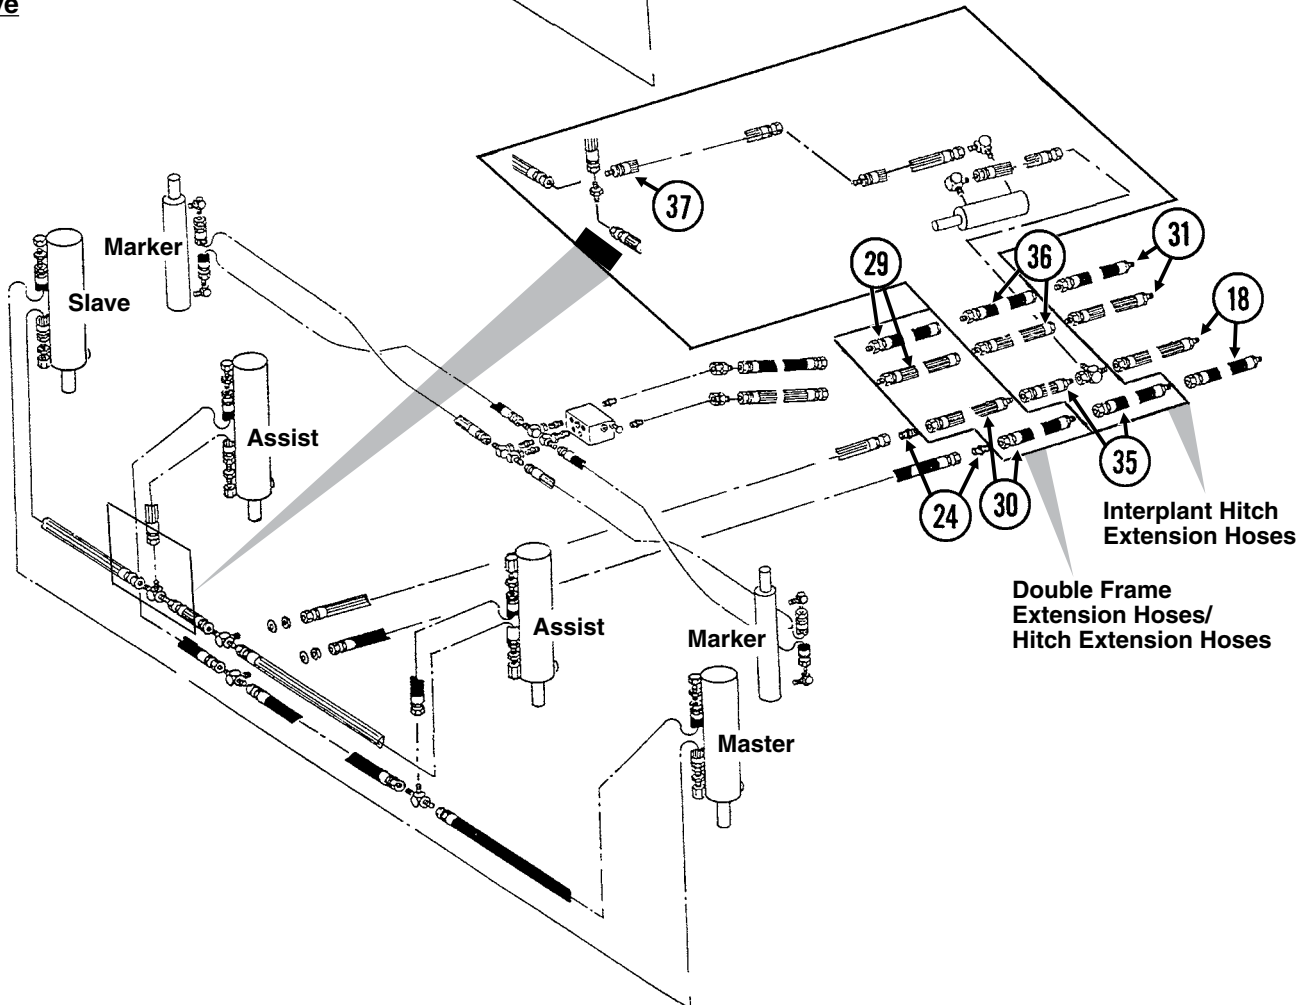 Marker
Slave
Assist
37
29
36
31
18
24
30
35
Interplant Hitch
Extension Hoses
Double Frame
Extension Hoses/
Hitch Extension Hoses
Assist
Marker
Master